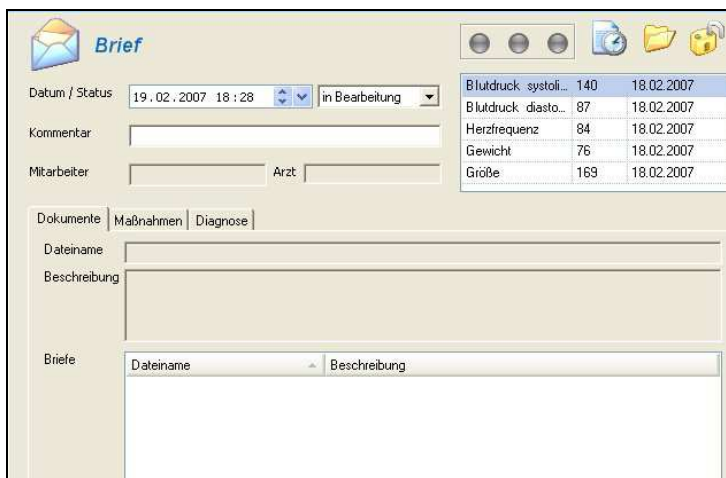 Brief
Datum / Status 19.02.2007 18:28 in Bearbeitung
Kommentar
Mitarbeiter Arzt
Blutdruck systoli... 140 18.02.2007
Blutdruck diasto... 87 18.02.2007
Herzfrequenz 84 18.02.2007
Gewicht 76 18.02.2007
Größe 169 18.02.2007
Dokumente Maßnahmen Diagnose
Dateiname
Beschreibung
Briefe Dateiname Beschreibung